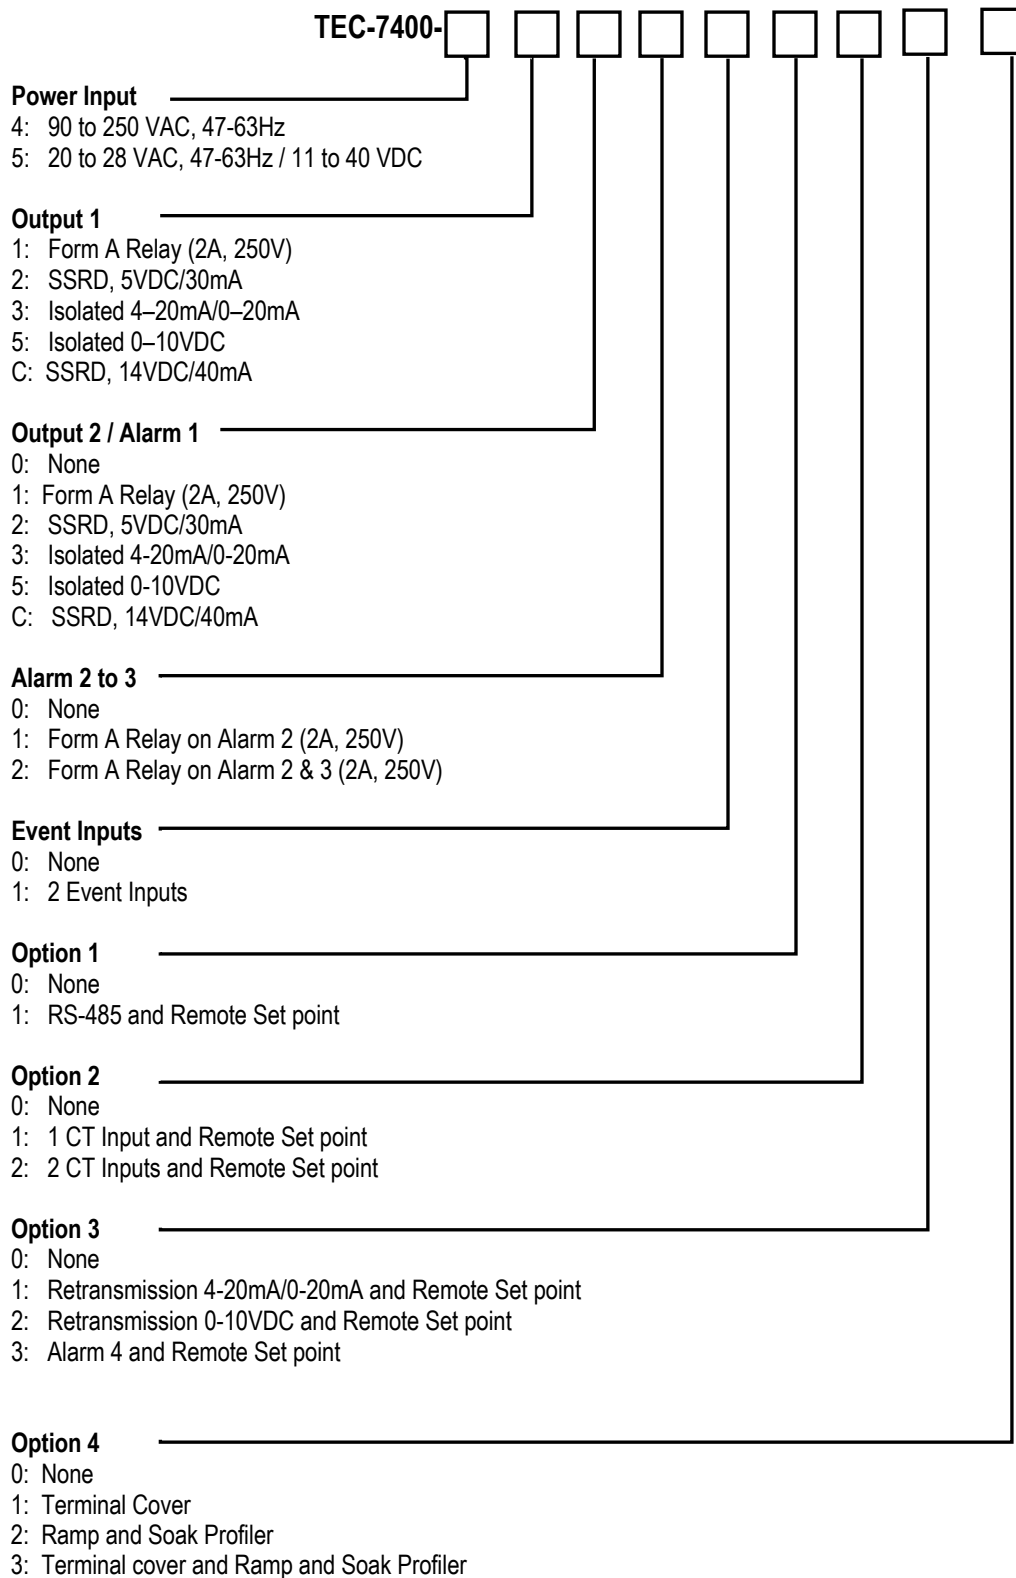 TEC-7400-
Power Input
4: 90 to 250 VAC, 47-63Hz
5: 20 to 28 VAC, 47-63Hz / 11 to 40 VDC
Output 1
1: Form A Relay (2A, 250V)
2: SSRD, 5VDC/30mA
3: Isolated 4–20mA/0–20mA
5: Isolated 0–10VDC
C: SSRD, 14VDC/40mA
Output 2 / Alarm 1
0: None
1: Form A Relay (2A, 250V)
2: SSRD, 5VDC/30mA
3: Isolated 4-20mA/0-20mA
5: Isolated 0-10VDC
C: SSRD, 14VDC/40mA
Alarm 2 to 3
0: None
1: Form A Relay on Alarm 2 (2A, 250V)
2: Form A Relay on Alarm 2 & 3 (2A, 250V)
Event Inputs
0: None
1: 2 Event Inputs
Option 1
0: None
1: RS-485 and Remote Set point
Option 2
0: None
1: 1 CT Input and Remote Set point
2: 2 CT Inputs and Remote Set point
Option 3
0: None
1: Retransmission 4-20mA/0-20mA and Remote Set point
2: Retransmission 0-10VDC and Remote Set point
3: Alarm 4 and Remote Set point
Option 4
0: None
1: Terminal Cover
2: Ramp and Soak Profiler
3: Terminal cover and Ramp and Soak Profiler